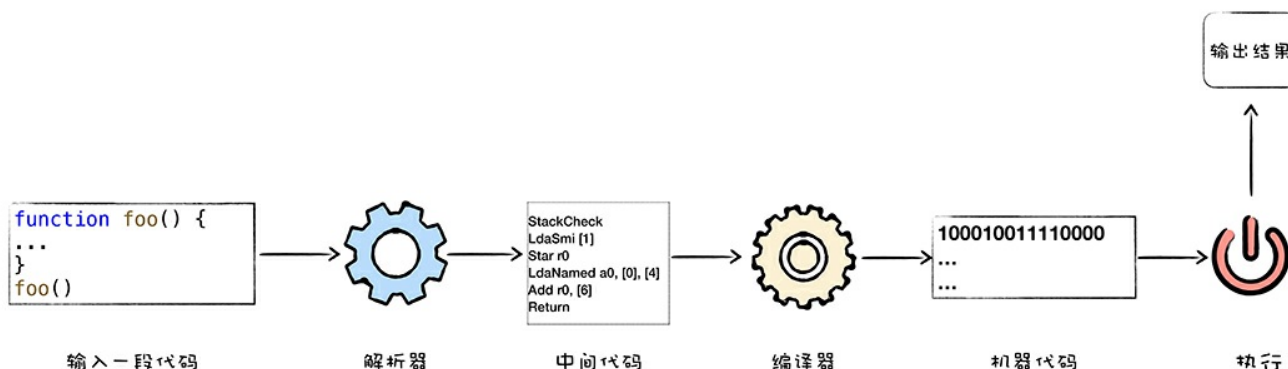 输出结果
function foo() {
...
}
foo()
StackCheck
LdaSmi [1]
Star r0
LdaNamed a0, [0], [4]
Add r0, [6]
Return
100010011110000
...
...
输入一段代码
解析器
中间代码
编译器
机器代码
执行